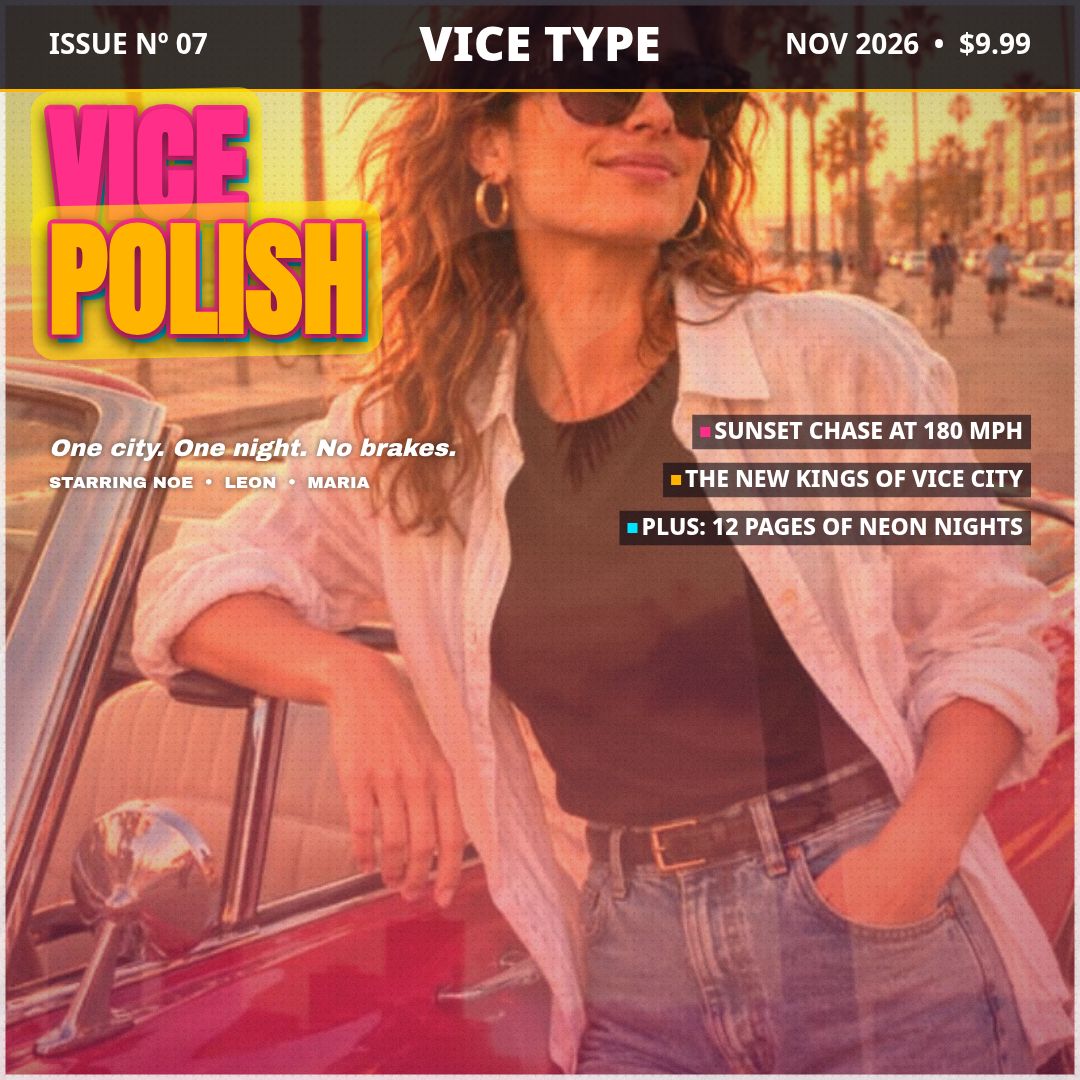 ISSUE Nº 07
VICE TYPE
NOV 2026 • $9.99
VICE
POLISH
One city. One night. No brakes.
STARRING NOE • LEON • MARIA
SUNSET CHASE AT 180 MPH
THE NEW KINGS OF VICE CITY
PLUS: 12 PAGES OF NEON NIGHTS